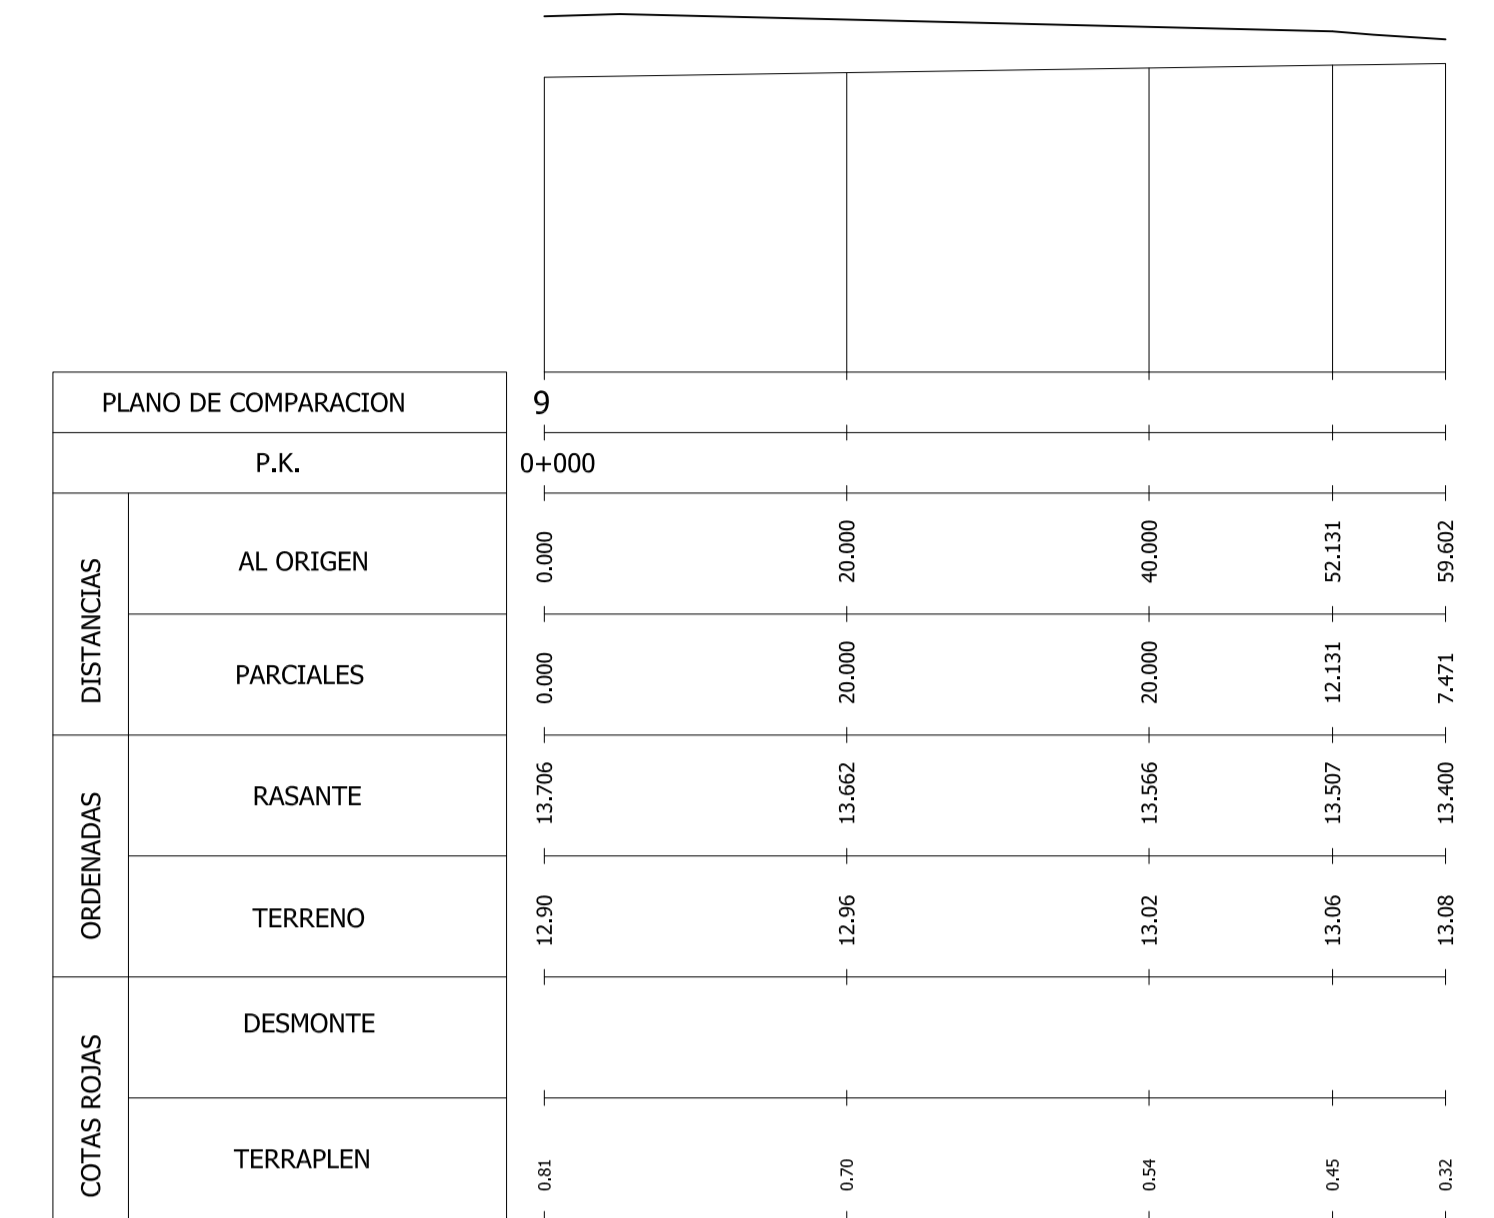 PLANO DE COMPARACION 9
P.K. 0+000
DISTANCIAS
AL ORIGEN 0.000 20.000 40.000 52.131 59.602
PARCIALES 0.000 20.000 20.000 12.131 7.471
ORDENADAS
RASANTE 13.706 13.662 13.566 13.507 13.400
TERRENO 12.90 12.96 13.02 13.06 13.08
COTAS ROJAS
DESMONTE
TERRAPLEN 0.81 0.70 0.54 0.45 0.32